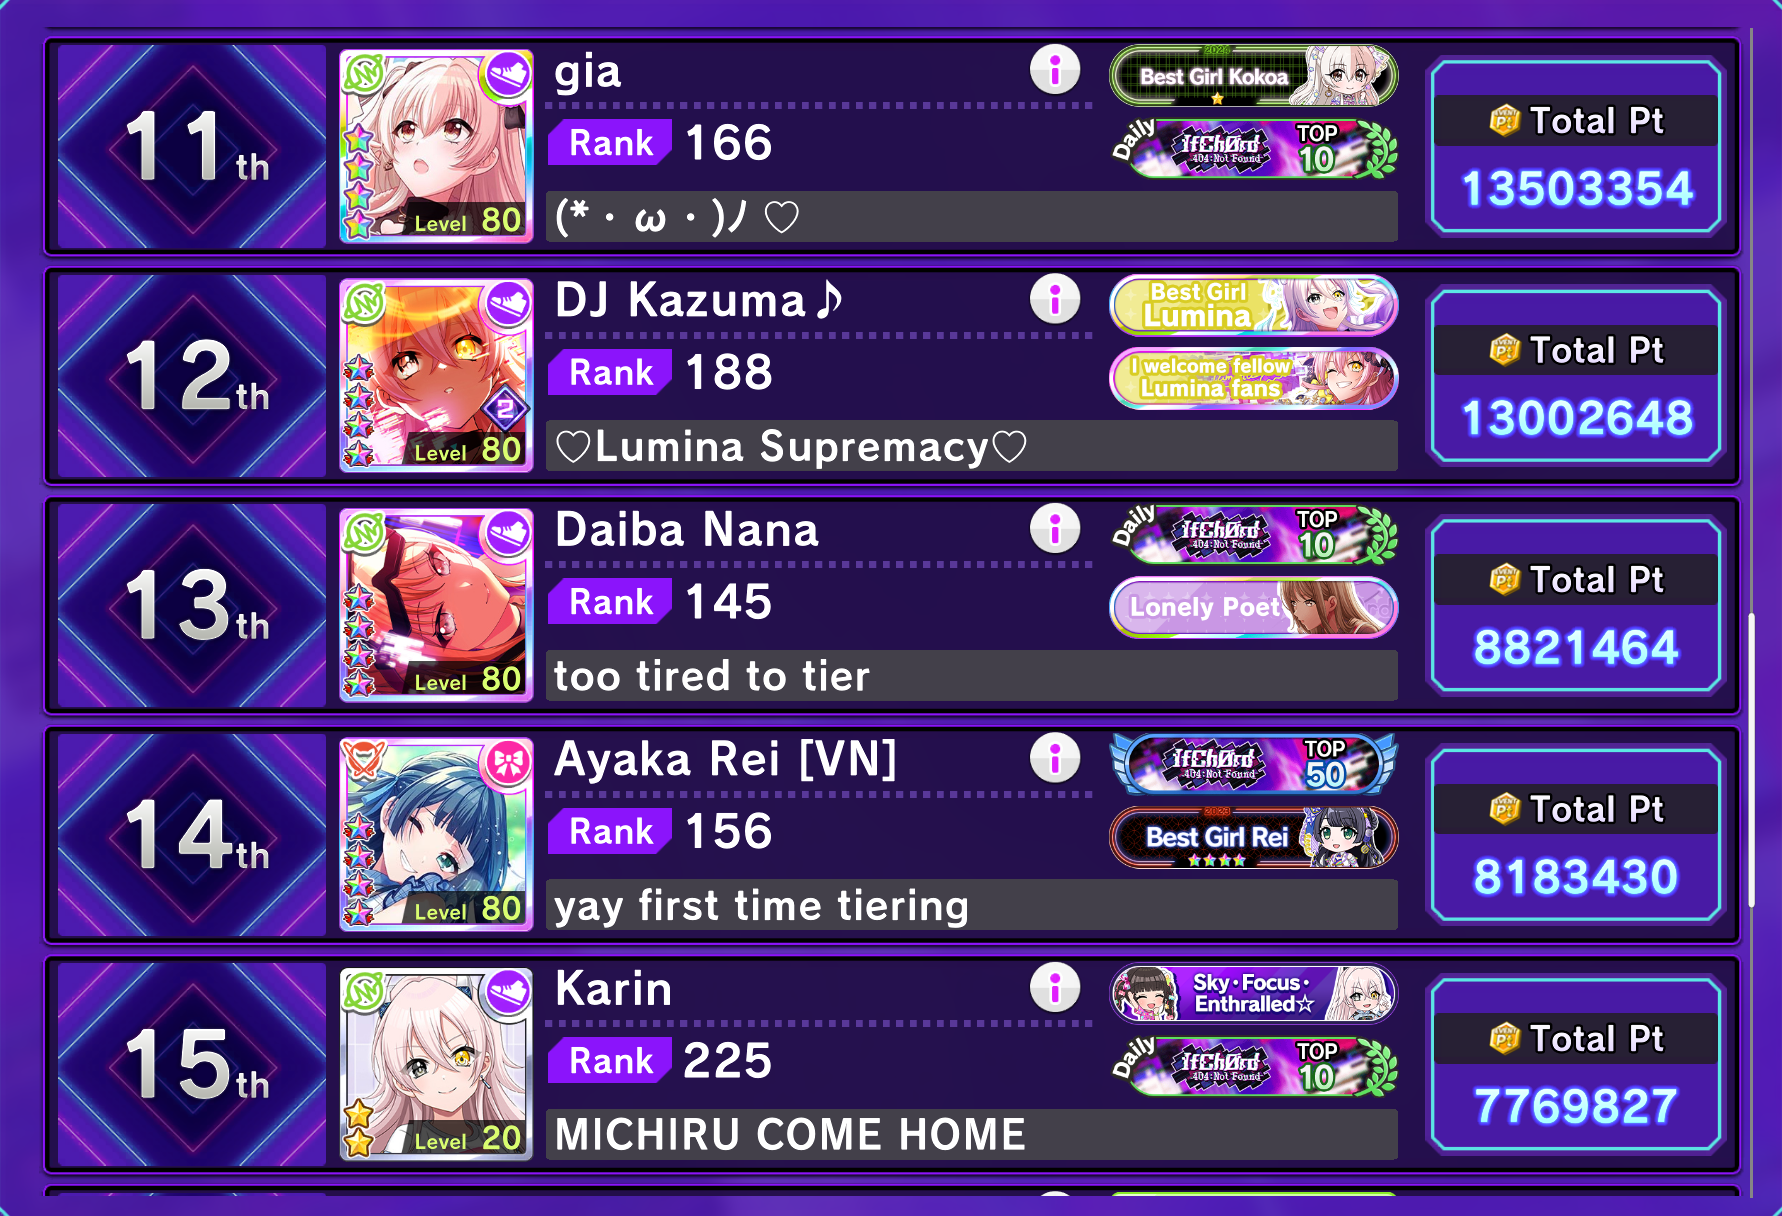 11th
Level 80
gia
Rank 166
(*・ω・)ノ♡
2024
Best Girl Kokoa
Daily IfChØrd -404:Not Found- TOP 10
Total Pt
13503354
12th
2
Level 80
DJ Kazuma♪
Rank 188
♡Lumina Supremacy♡
Best Girl
Lumina
I welcome fellow
Lumina fans
Total Pt
13002648
13th
Level 80
Daiba Nana
Rank 145
too tired to tier
Daily IfChØrd -404:Not Found- TOP 10
Lonely Poet
Total Pt
8821464
14th
Level 80
Ayaka Rei [VN]
Rank 156
yay first time tiering
IfChØrd -404:Not Found- TOP 50
2023
Best Girl Rei
Total Pt
8183430
15th
Level 20
Karin
Rank 225
MICHIRU COME HOME
Sky・Focus・
Enthralled☆
Daily IfChØrd -404:Not Found- TOP 10
Total Pt
7769827